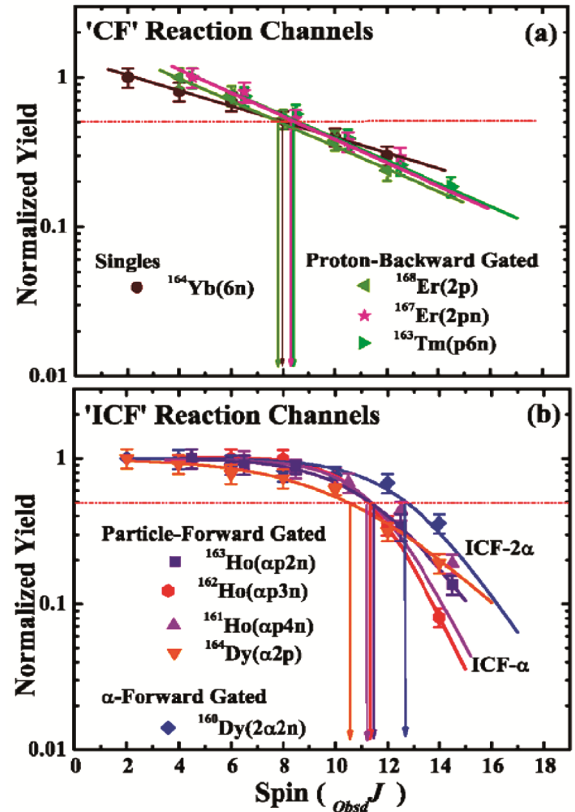 'CF' Reaction Channels
(a)
Normalized Yield
1
0.1
0.01
Singles
¹⁶⁴Yb(6n)
Proton-Backward Gated
¹⁶⁸Er(2p)
¹⁶⁷Er(2pn)
¹⁶³Tm(p6n)
'ICF' Reaction Channels
(b)
Normalized Yield
1
0.1
0.01
Particle-Forward Gated
¹⁶³Ho(αp2n)
¹⁶²Ho(αp3n)
¹⁶¹Ho(αp4n)
¹⁶⁴Dy(α2p)
α-Forward Gated
¹⁶⁰Dy(2α2n)
ICF-2α
ICF-α
0 2 4 6 8 10 12 14 16 18
Spin ( Obsd J )